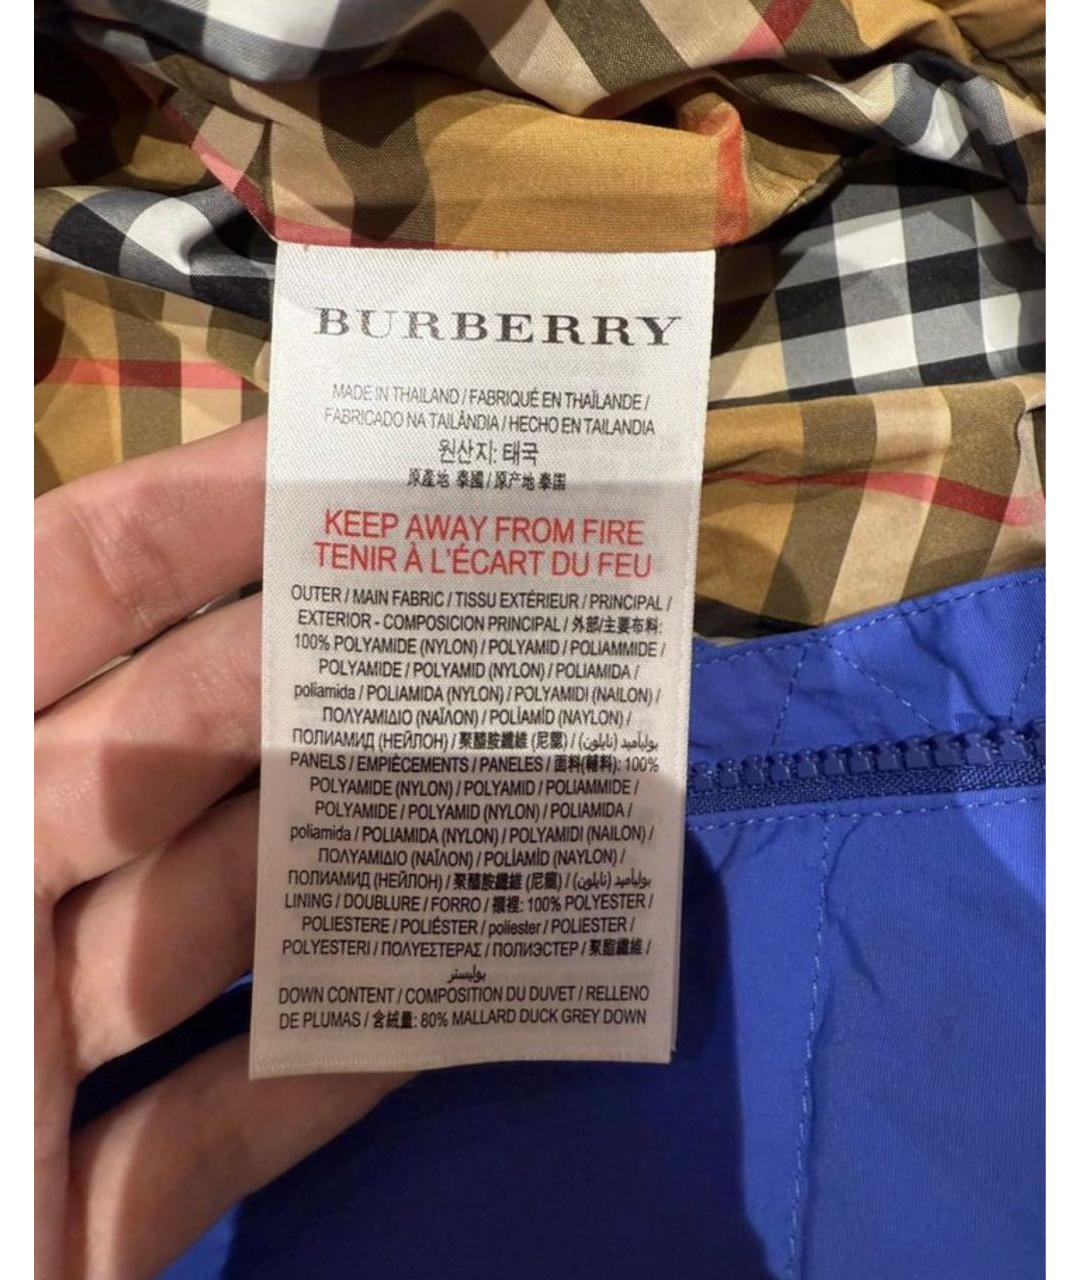 BURBERRY
MADE IN THAILAND / FABRIQUÉ EN THAÏLANDE /
FABRICADO NA TAILÂNDIA / HECHO EN TAILANDIA
원산지: 태국
原產地 泰國 / 原产地 泰国
KEEP AWAY FROM FIRE
TENIR À L'ÉCART DU FEU
OUTER / MAIN FABRIC / TISSU EXTÉRIEUR / PRINCIPAL /
EXTERIOR - COMPOSICION PRINCIPAL / 外部/主要布料:
100% POLYAMIDE (NYLON) / POLYAMID / POLIAMMIDE /
POLYAMIDE / POLYAMID (NYLON) / POLIAMIDA /
poliamida / POLIAMIDA (NYLON) / POLYAMIDI (NAILON) /
ΠΟΛΥΑΜΙΔΙΟ (ΝΑΪΛΟΝ) / POLİAMİD (NAYLON) /
ПОЛИАМИД (НЕЙЛОН) / 聚醯胺纖維 (尼龍) / بولياميد (نايلون) /
PANELS / EMPIÈCEMENTS / PANELES / 面料(輔料): 100%
POLYAMIDE (NYLON) / POLYAMID / POLIAMMIDE /
POLYAMIDE / POLYAMID (NYLON) / POLIAMIDA /
poliamida / POLIAMIDA (NYLON) / POLYAMIDI (NAILON) /
ΠΟΛΥΑΜΙΔΙΟ (ΝΑΪΛΟΝ) / POLİAMİD (NAYLON) /
ПОЛИАМИД (НЕЙЛОН) / 聚醯胺纖維 (尼龍) / بولياميد (نايلون) /
LINING / DOUBLURE / FORRO / 襯裡: 100% POLYESTER /
POLIESTERE / POLIÉSTER / poliester / POLIESTER /
POLYESTERI / ΠΟΛΥΕΣΤΕΡΑΣ / ПОЛИЭСТЕР / 聚酯纖維 /
بوليستر
DOWN CONTENT / COMPOSITION DU DUVET / RELLENO
DE PLUMAS / 含絨量: 80% MALLARD DUCK GREY DOWN